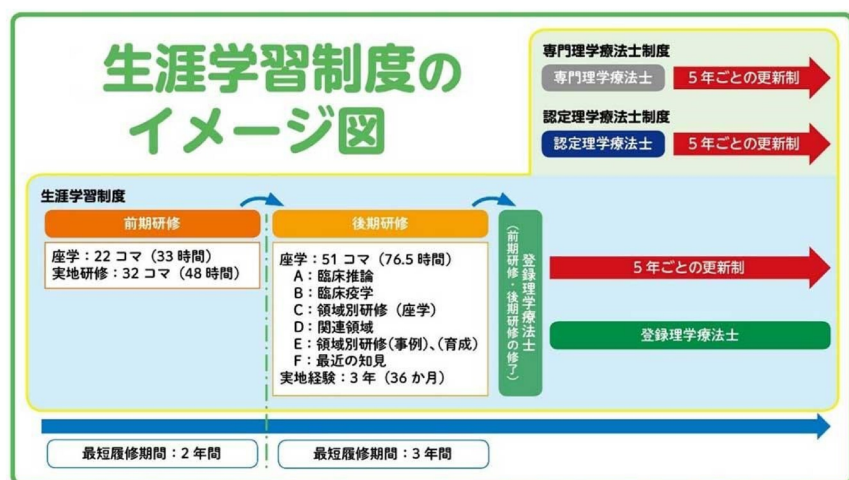 生涯学習制度の
イメージ図
専門理学療法士制度
専門理学療法士
5年ごとの更新制
認定理学療法士制度
認定理学療法士
5年ごとの更新制
生涯学習制度
前期研修
座学：22コマ（33時間）
実地研修：32コマ（48時間）
後期研修
座学：51コマ（76.5時間）
A：臨床推論
B：臨床疫学
C：領域別研修（座学）
D：関連領域
E：領域別研修(事例)、(育成)
F：最近の知見
実地経験：3年（36か月）
登録理学療法士
（前期研修・後期研修の修了）
5年ごとの更新制
登録理学療法士
最短履修期間：2年間
最短履修期間：3年間